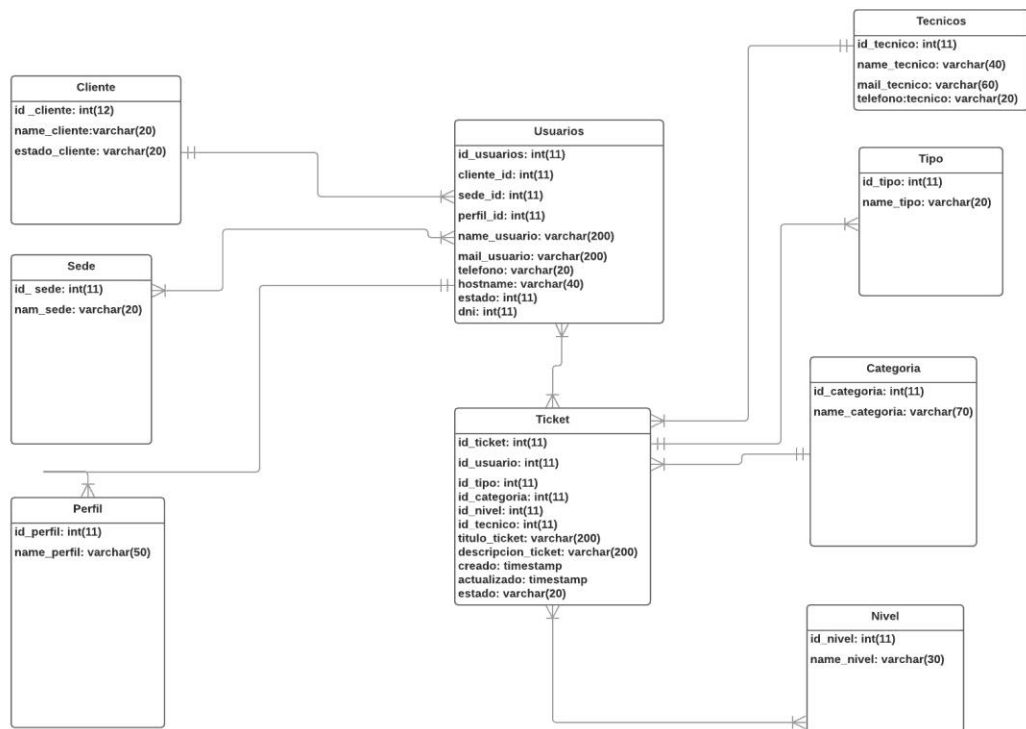 Cliente
id _cliente: int(12)
name_cliente:varchar(20)
estado_cliente: varchar(20)
Sede
id_ sede: int(11)
nam_sede: varchar(20)
Perfil
id_perfil: int(11)
name_perfil: varchar(50)
Usuarios
id_usuarios: int(11)
cliente_id: int(11)
sede_id: int(11)
perfil_id: int(11)
name_usuario: varchar(200)
mail_usuario: varchar(200)
telefono: varchar(20)
hostname: varchar(40)
estado: int(11)
dni: int(11)
Ticket
id_ticket: int(11)
id_usuario: int(11)
id_tipo: int(11)
id_categoria: int(11)
id_nivel: int(11)
id_tecnico: int(11)
titulo_ticket: varchar(200)
descripcion_ticket: varchar(200)
creado: timestamp
actualizado: timestamp
estado: varchar(20)
Tecnicos
id_tecnico: int(11)
name_tecnico: varchar(40)
mail_tecnico: varchar(60)
telefono:tecnico: varchar(20)
Tipo
id_tipo: int(11)
name_tipo: varchar(20)
Categoria
id_categoria: int(11)
name_categoria: varchar(70)
Nivel
id_nivel: int(11)
name_nivel: varchar(30)